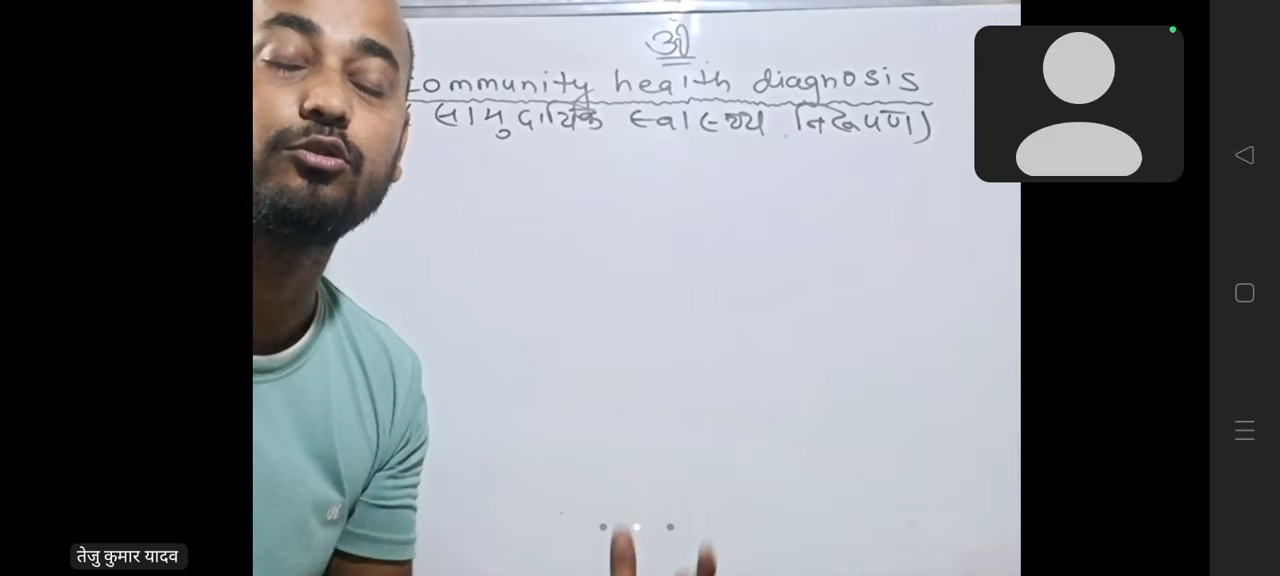 ओं
community health diagnosis
( सामुदायिक स्वास्थ्य निरूपण)
तेजु कुमार यादव